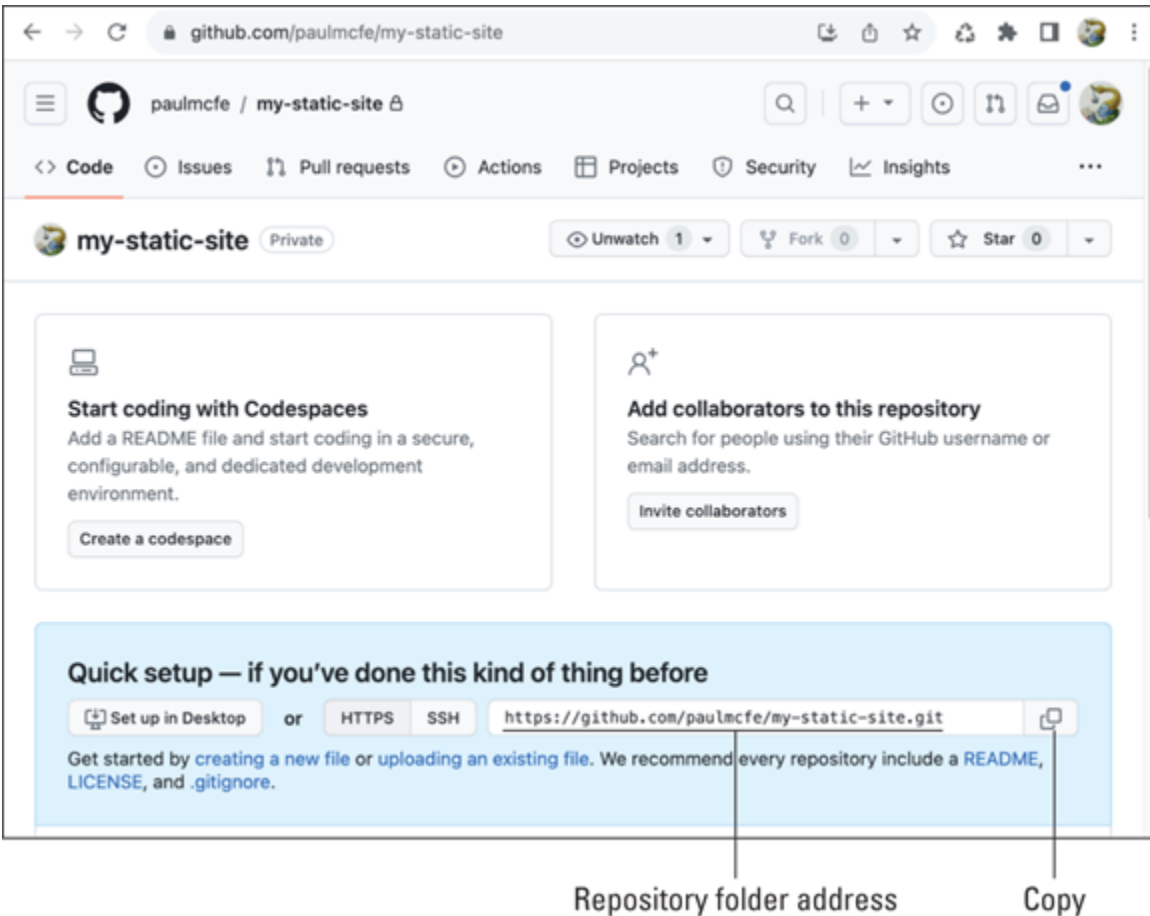 github.com/paulmcfe/my-static-site
paulmcfe / my-static-site
Code Issues Pull requests Actions Projects Security Insights
my-static-site Private Unwatch 1 Fork 0 Star 0
Start coding with Codespaces
Add a README file and start coding in a secure,
configurable, and dedicated development
environment.
Create a codespace
Add collaborators to this repository
Search for people using their GitHub username or
email address.
Invite collaborators
Quick setup — if you've done this kind of thing before
Set up in Desktop or HTTPS SSH https://github.com/paulmcfe/my-static-site.git
Get started by creating a new file or uploading an existing file. We recommend every repository include a README,
LICENSE, and .gitignore.
Repository folder address Copy